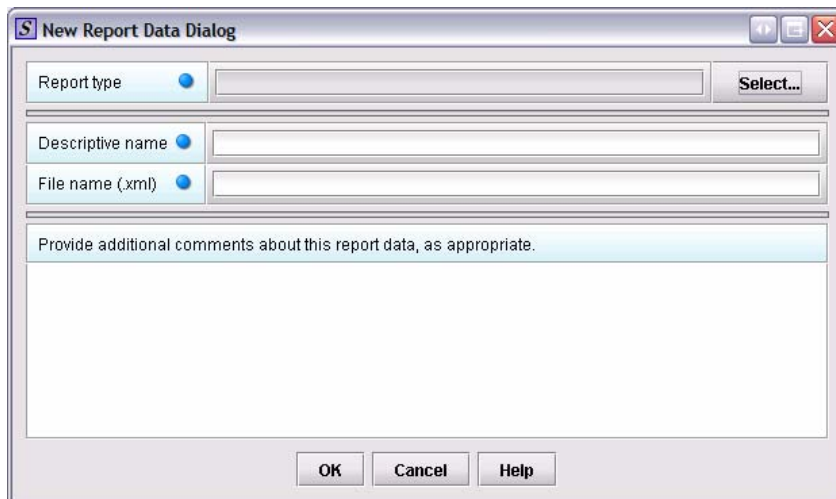 S New Report Data Dialog
Report type Select...
Descriptive name
File name (.xml)
Provide additional comments about this report data, as appropriate.
OK Cancel Help